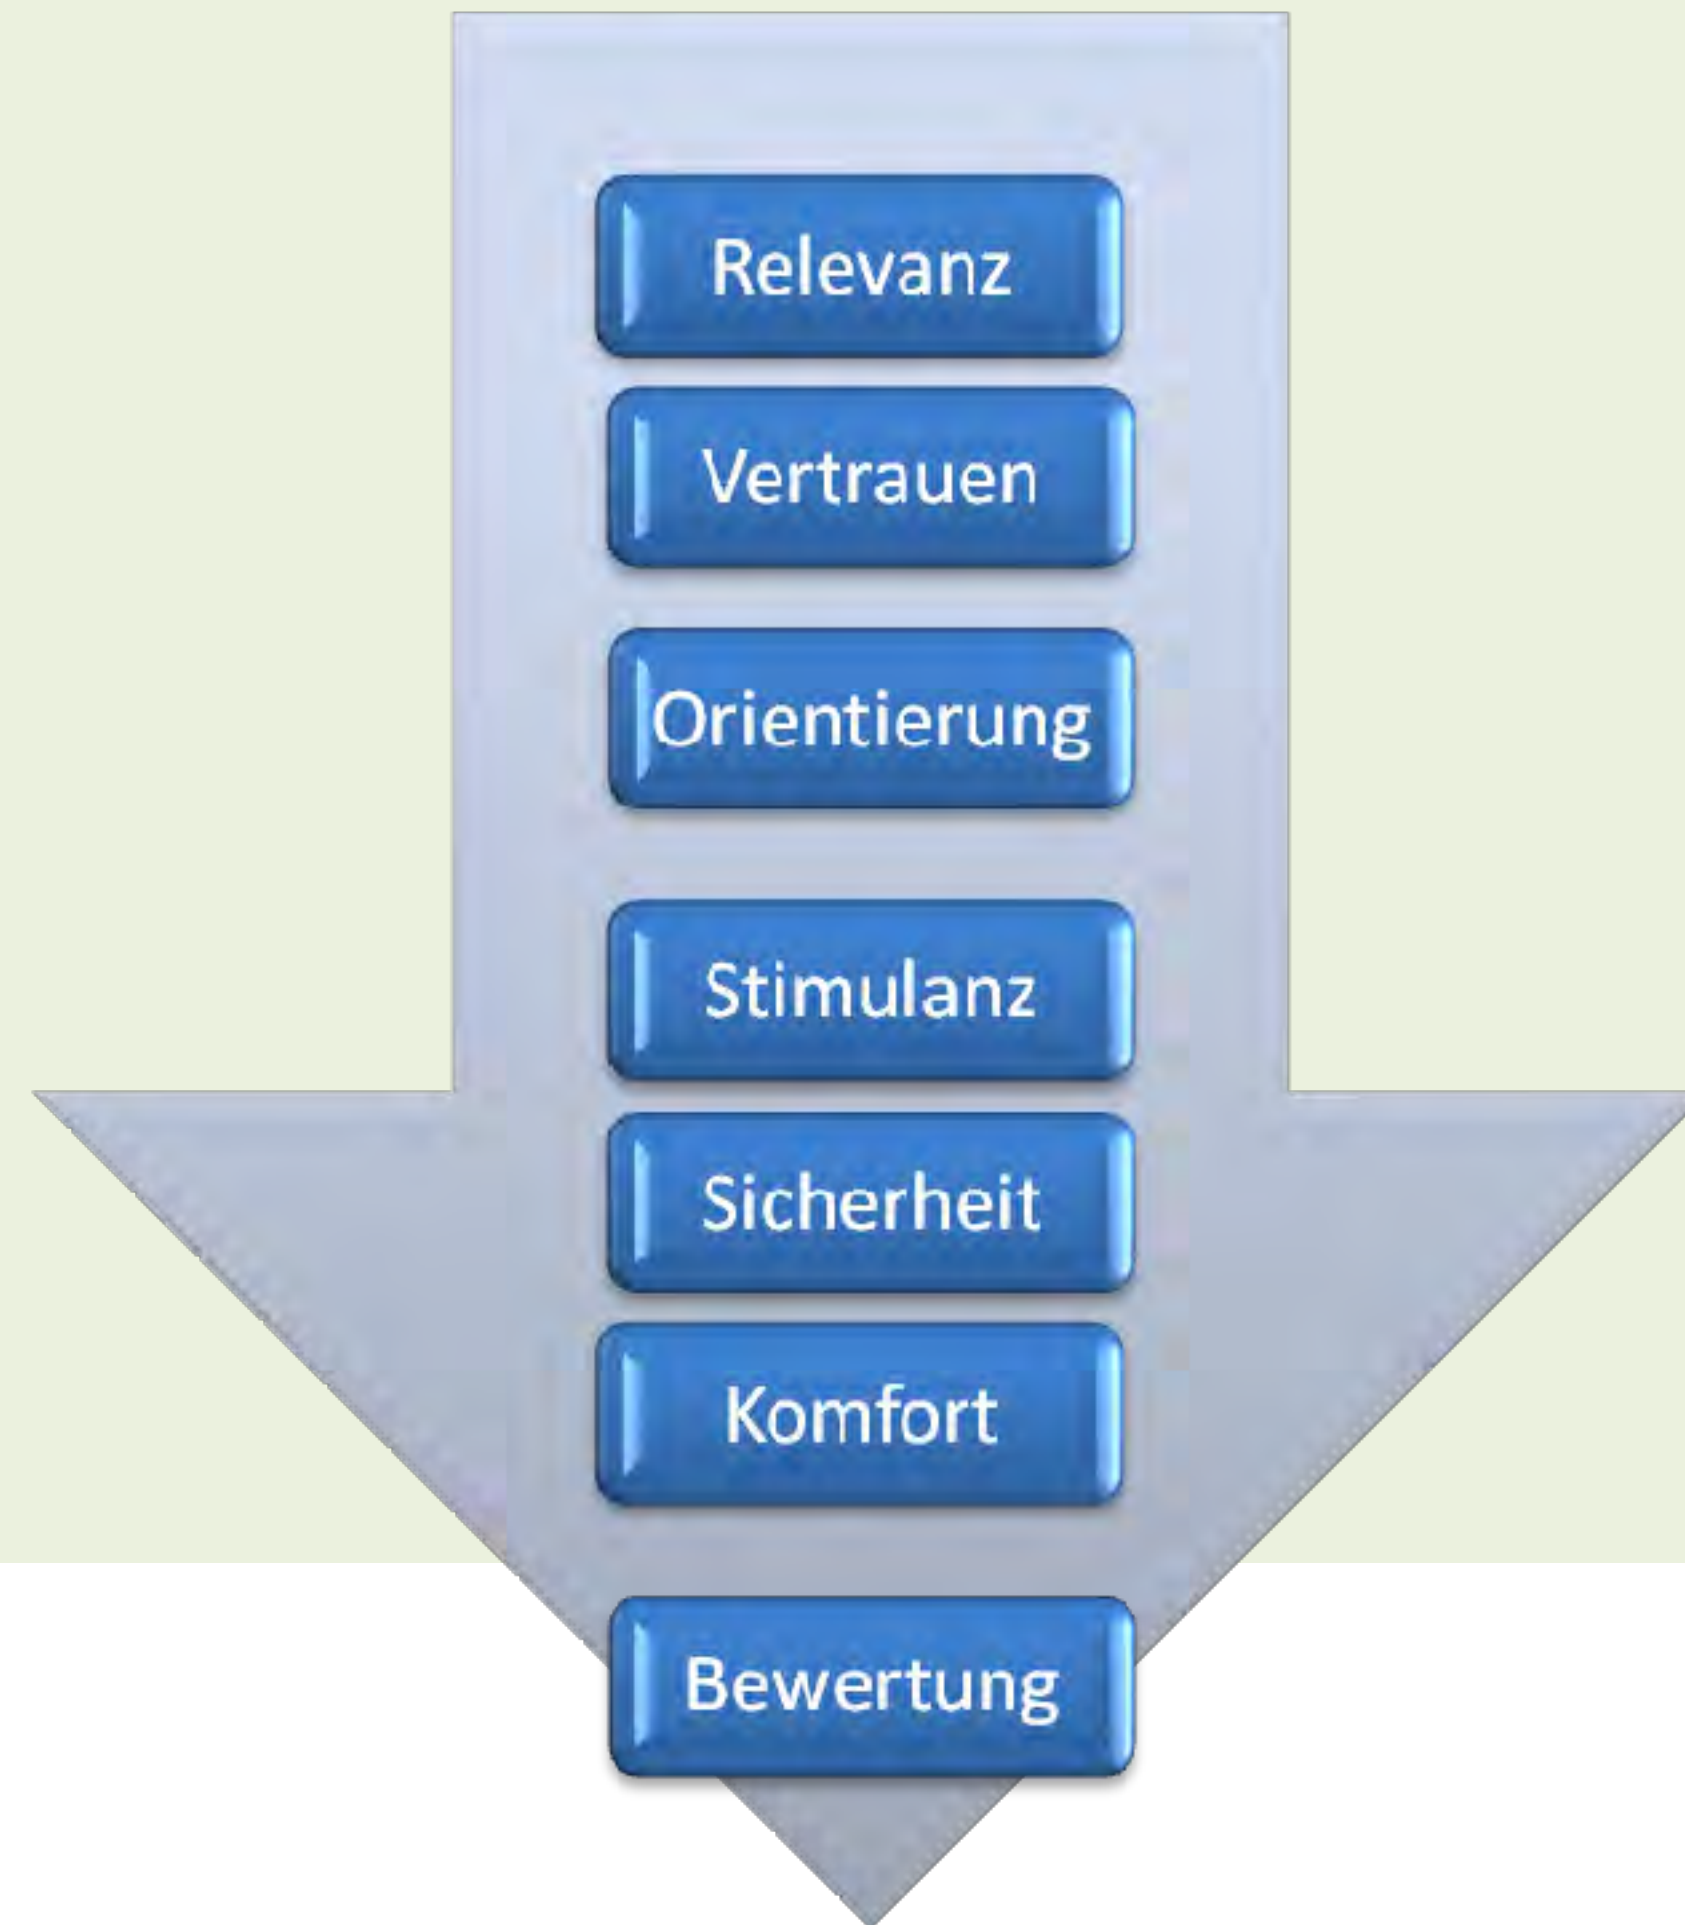 Relevanz
Vertrauen
Orientierung
Stimulanz
Sicherheit
Komfort
Bewertung